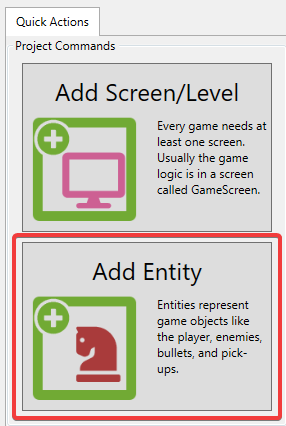 Quick Actions
Project Commands
Add Screen/Level
Every game needs at
least one screen.
Usually the game
logic is in a screen
called GameScreen.
Add Entity
Entities represent
game objects like
the player, enemies,
bullets, and pick-
ups.